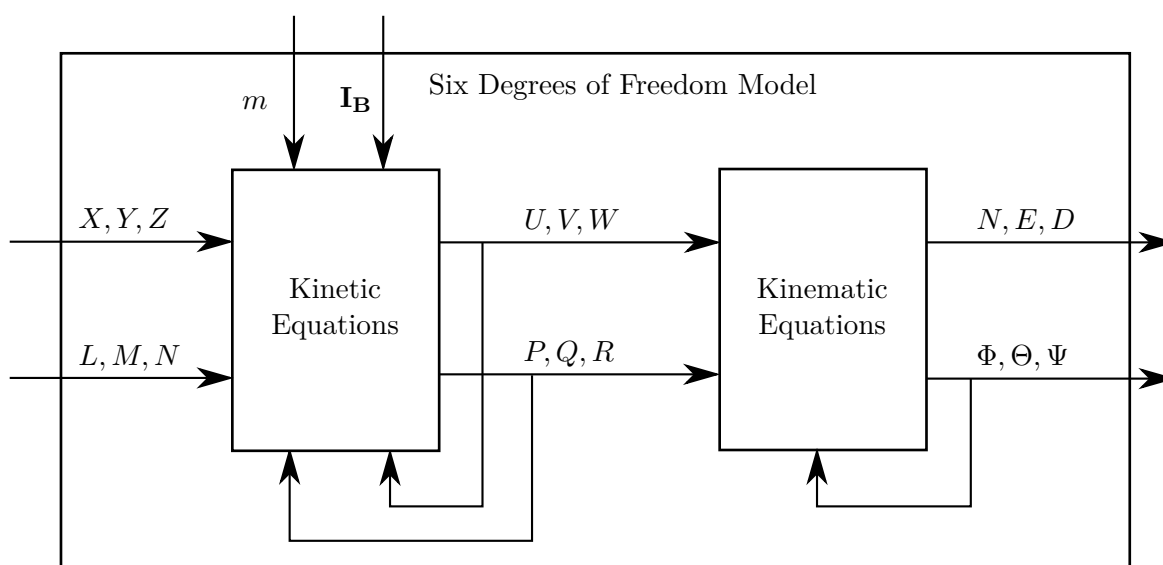 Six Degrees of Freedom Model
m
I_B
X, Y, Z
U, V, W
N, E, D
Kinetic
Equations
Kinematic
Equations
L, M, N
P, Q, R
Φ, Θ, Ψ